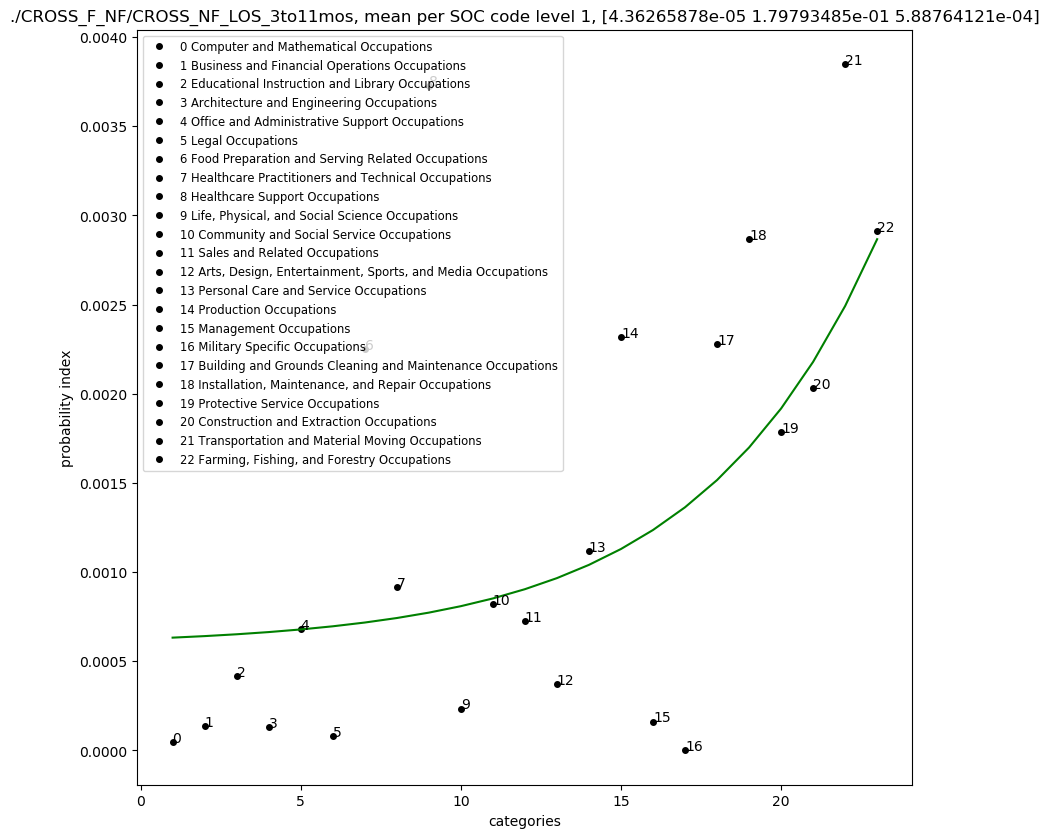 ./CROSS_F_NF/CROSS_NF_LOS_3to11mos, mean per SOC code level 1, [4.36265878e-05 1.79793485e-01 5.88764121e-04]
0 Computer and Mathematical Occupations
1 Business and Financial Operations Occupations
2 Educational Instruction and Library Occupations
3 Architecture and Engineering Occupations
4 Office and Administrative Support Occupations
5 Legal Occupations
6 Food Preparation and Serving Related Occupations
7 Healthcare Practitioners and Technical Occupations
8 Healthcare Support Occupations
9 Life, Physical, and Social Science Occupations
10 Community and Social Service Occupations
11 Sales and Related Occupations
12 Arts, Design, Entertainment, Sports, and Media Occupations
13 Personal Care and Service Occupations
14 Production Occupations
15 Management Occupations
16 Military Specific Occupations
17 Building and Grounds Cleaning and Maintenance Occupations
18 Installation, Maintenance, and Repair Occupations
19 Protective Service Occupations
20 Construction and Extraction Occupations
21 Transportation and Material Moving Occupations
22 Farming, Fishing, and Forestry Occupations
0.0040
0.0035
0.0030
0.0025
0.0020
0.0015
0.0010
0.0005
0.0000
probability index
0
1
2
3
4
5
6
7
8
9
10
11
12
13
14
15
16
17
18
19
20
21
22
0
5
10
15
20
categories